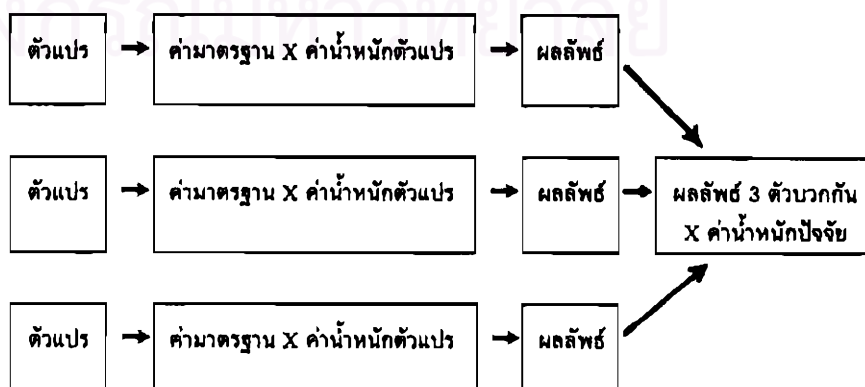 ตัวแปร → ค่ามาตรฐาน X ค่าน้ำหนักตัวแปร → ผลลัพธ์
ตัวแปร → ค่ามาตรฐาน X ค่าน้ำหนักตัวแปร → ผลลัพธ์ → ผลลัพธ์ 3 ตัวบวกกัน
X ค่าน้ำหนักปัจจัย
ตัวแปร → ค่ามาตรฐาน X ค่าน้ำหนักตัวแปร → ผลลัพธ์